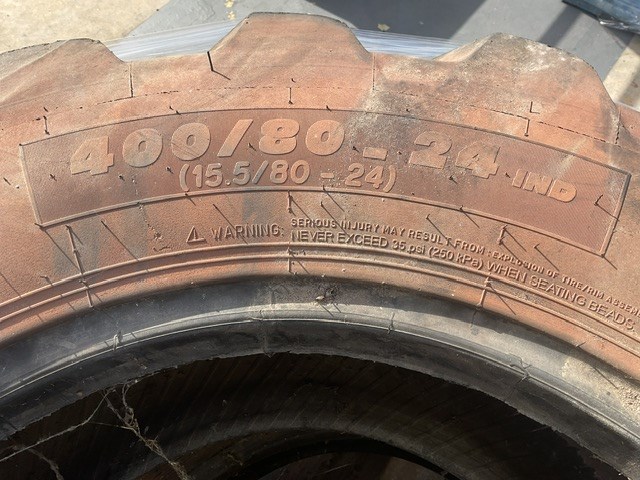 400/80 - 24 IND
(15.5/80 - 24)
⚠ WARNING: SERIOUS INJURY MAY RESULT FROM : EXPLOSION OF TIRE/RIM
NEVER EXCEED 35 psi (250 kPa) WHEN SEATING BEADS